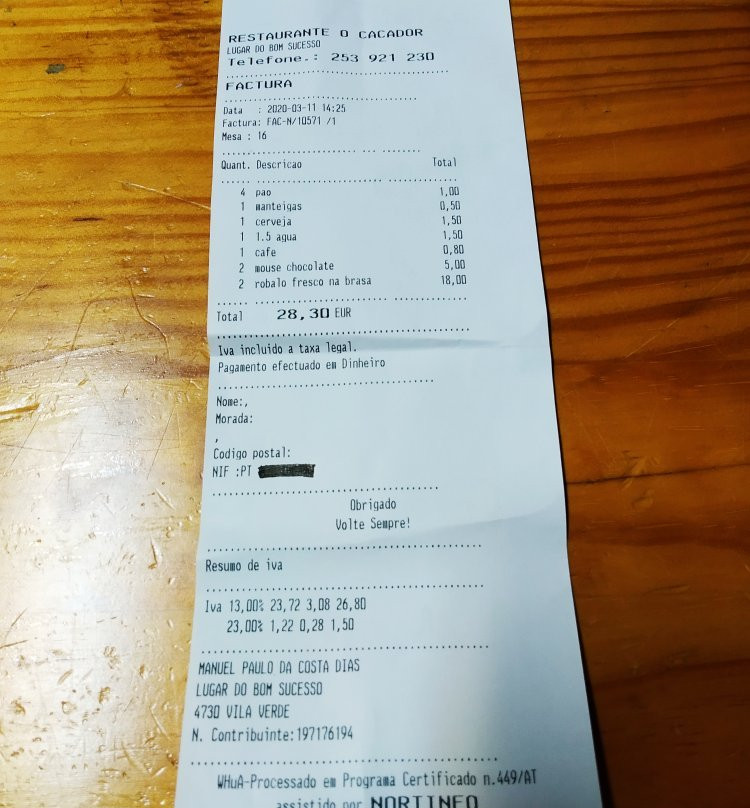 RESTAURANTE O CACADOR
LUGAR DO BOM SUCESSO
Telefone.: 253 921 230
FACTURA
Data : 2020-03-11 14:25
Factura: FAC-N/10571 /1
Mesa : 16
Quant. Descricao Total
4 pao 1,00
1 manteigas 0,50
1 cerveja 1,50
1 1.5 agua 1,50
1 cafe 0,80
2 mouse chocolate 5,00
2 robalo fresco na brasa 18,00
Total 28,30 EUR
Iva incluido a taxa legal.
Pagamento efectuado em Dinheiro
Nome:,
Morada:
,
Codigo postal:
NIF :PT
Obrigado
Volte Sempre!
Resumo de iva
Iva 13,00% 23,72 3,08 26,80
23,00% 1,22 0,28 1,50
MANUEL PAULO DA COSTA DIAS
LUGAR DO BOM SUCESSO
4730 VILA VERDE
N. Contribuinte:197176194
WHuA-Processado em Programa Certificado n.449/AT
assistido por NORTINFO